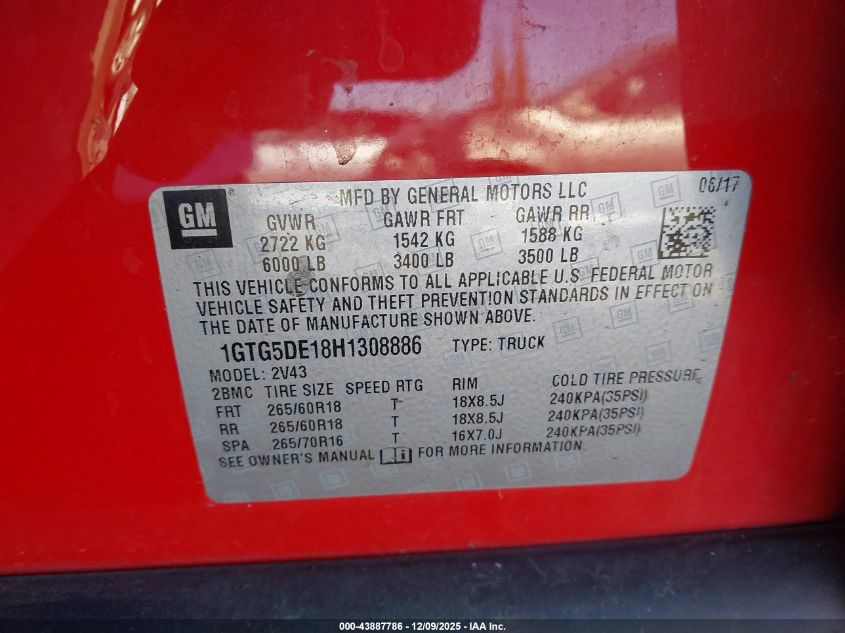 GM ® MFD BY GENERAL MOTORS LLC 06/17
GVWR GAWR FRT GAWR RR
2722 KG 1542 KG 1588 KG
6000 LB 3400 LB 3500 LB
THIS VEHICLE CONFORMS TO ALL APPLICABLE U.S. FEDERAL MOTOR
VEHICLE SAFETY AND THEFT PREVENTION STANDARDS IN EFFECT ON
THE DATE OF MANUFACTURE SHOWN ABOVE.
1GTG5DE18H1308886 TYPE: TRUCK
MODEL: 2V43
2BMC TIRE SIZE SPEED RTG RIM COLD TIRE PRESSURE
FRT 265/60R18 T 18X8.5J 240KPA(35PSI)
RR 265/60R18 T 18X8.5J 240KPA(35PSI)
SPA 265/70R16 T 16X7.0J 240KPA(35PSI)
SEE OWNER'S MANUAL i FOR MORE INFORMATION.
000-43887786 - 12/09/2025 - IAA Inc.